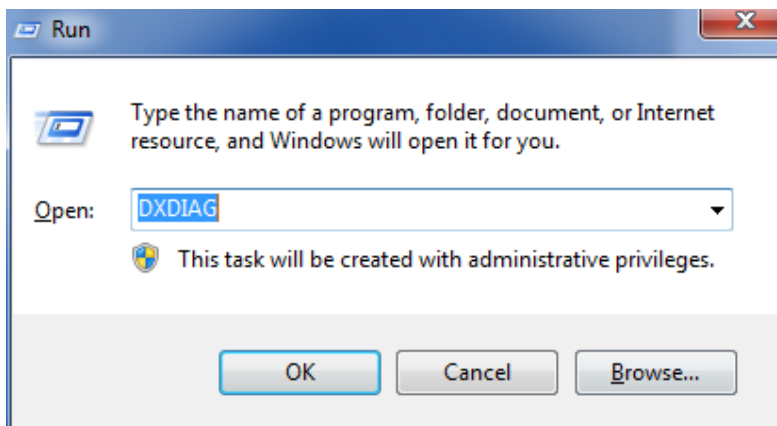 Run
Type the name of a program, folder, document, or Internet
resource, and Windows will open it for you.
Open: DXDIAG
This task will be created with administrative privileges.
OK Cancel Browse...